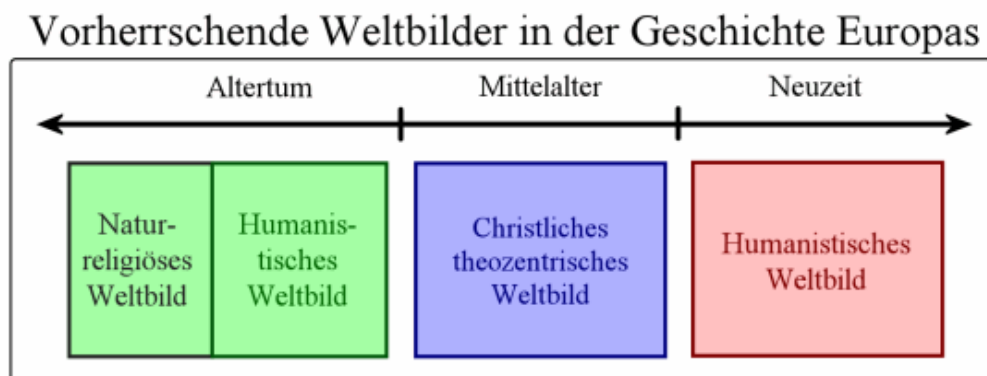 Vorherrschende Weltbilder in der Geschichte Europas
Altertum
Mittelalter
Neuzeit
Natur-
religiöses
Weltbild
Humanis-
tisches
Weltbild
Christliches
theozentrisches
Weltbild
Humanistisches
Weltbild